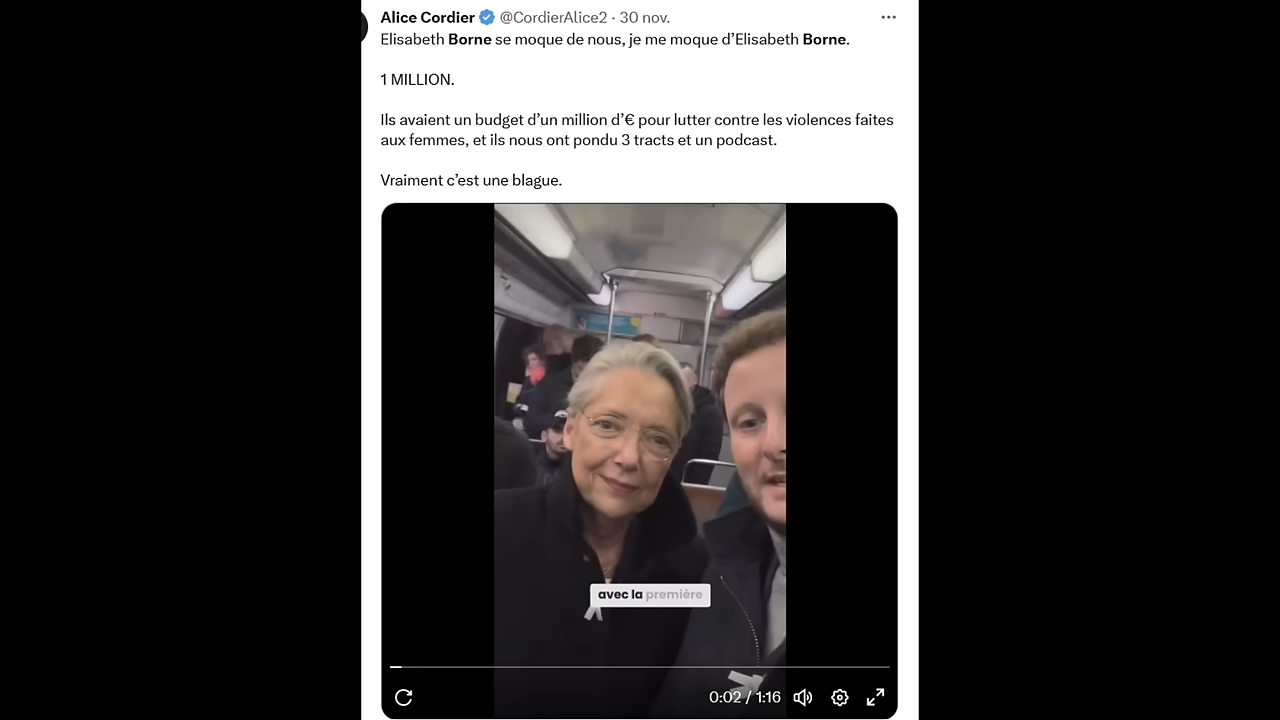 Alice Cordier @CordierAlice2 · 30 nov.
Elisabeth Borne se moque de nous, je me moque d’Elisabeth Borne.
1 MILLION.
Ils avaient un budget d’un million d’€ pour lutter contre les violences faites
aux femmes, et ils nous ont pondu 3 tracts et un podcast.
Vraiment c’est une blague.
avec la première
0:02 / 1:16